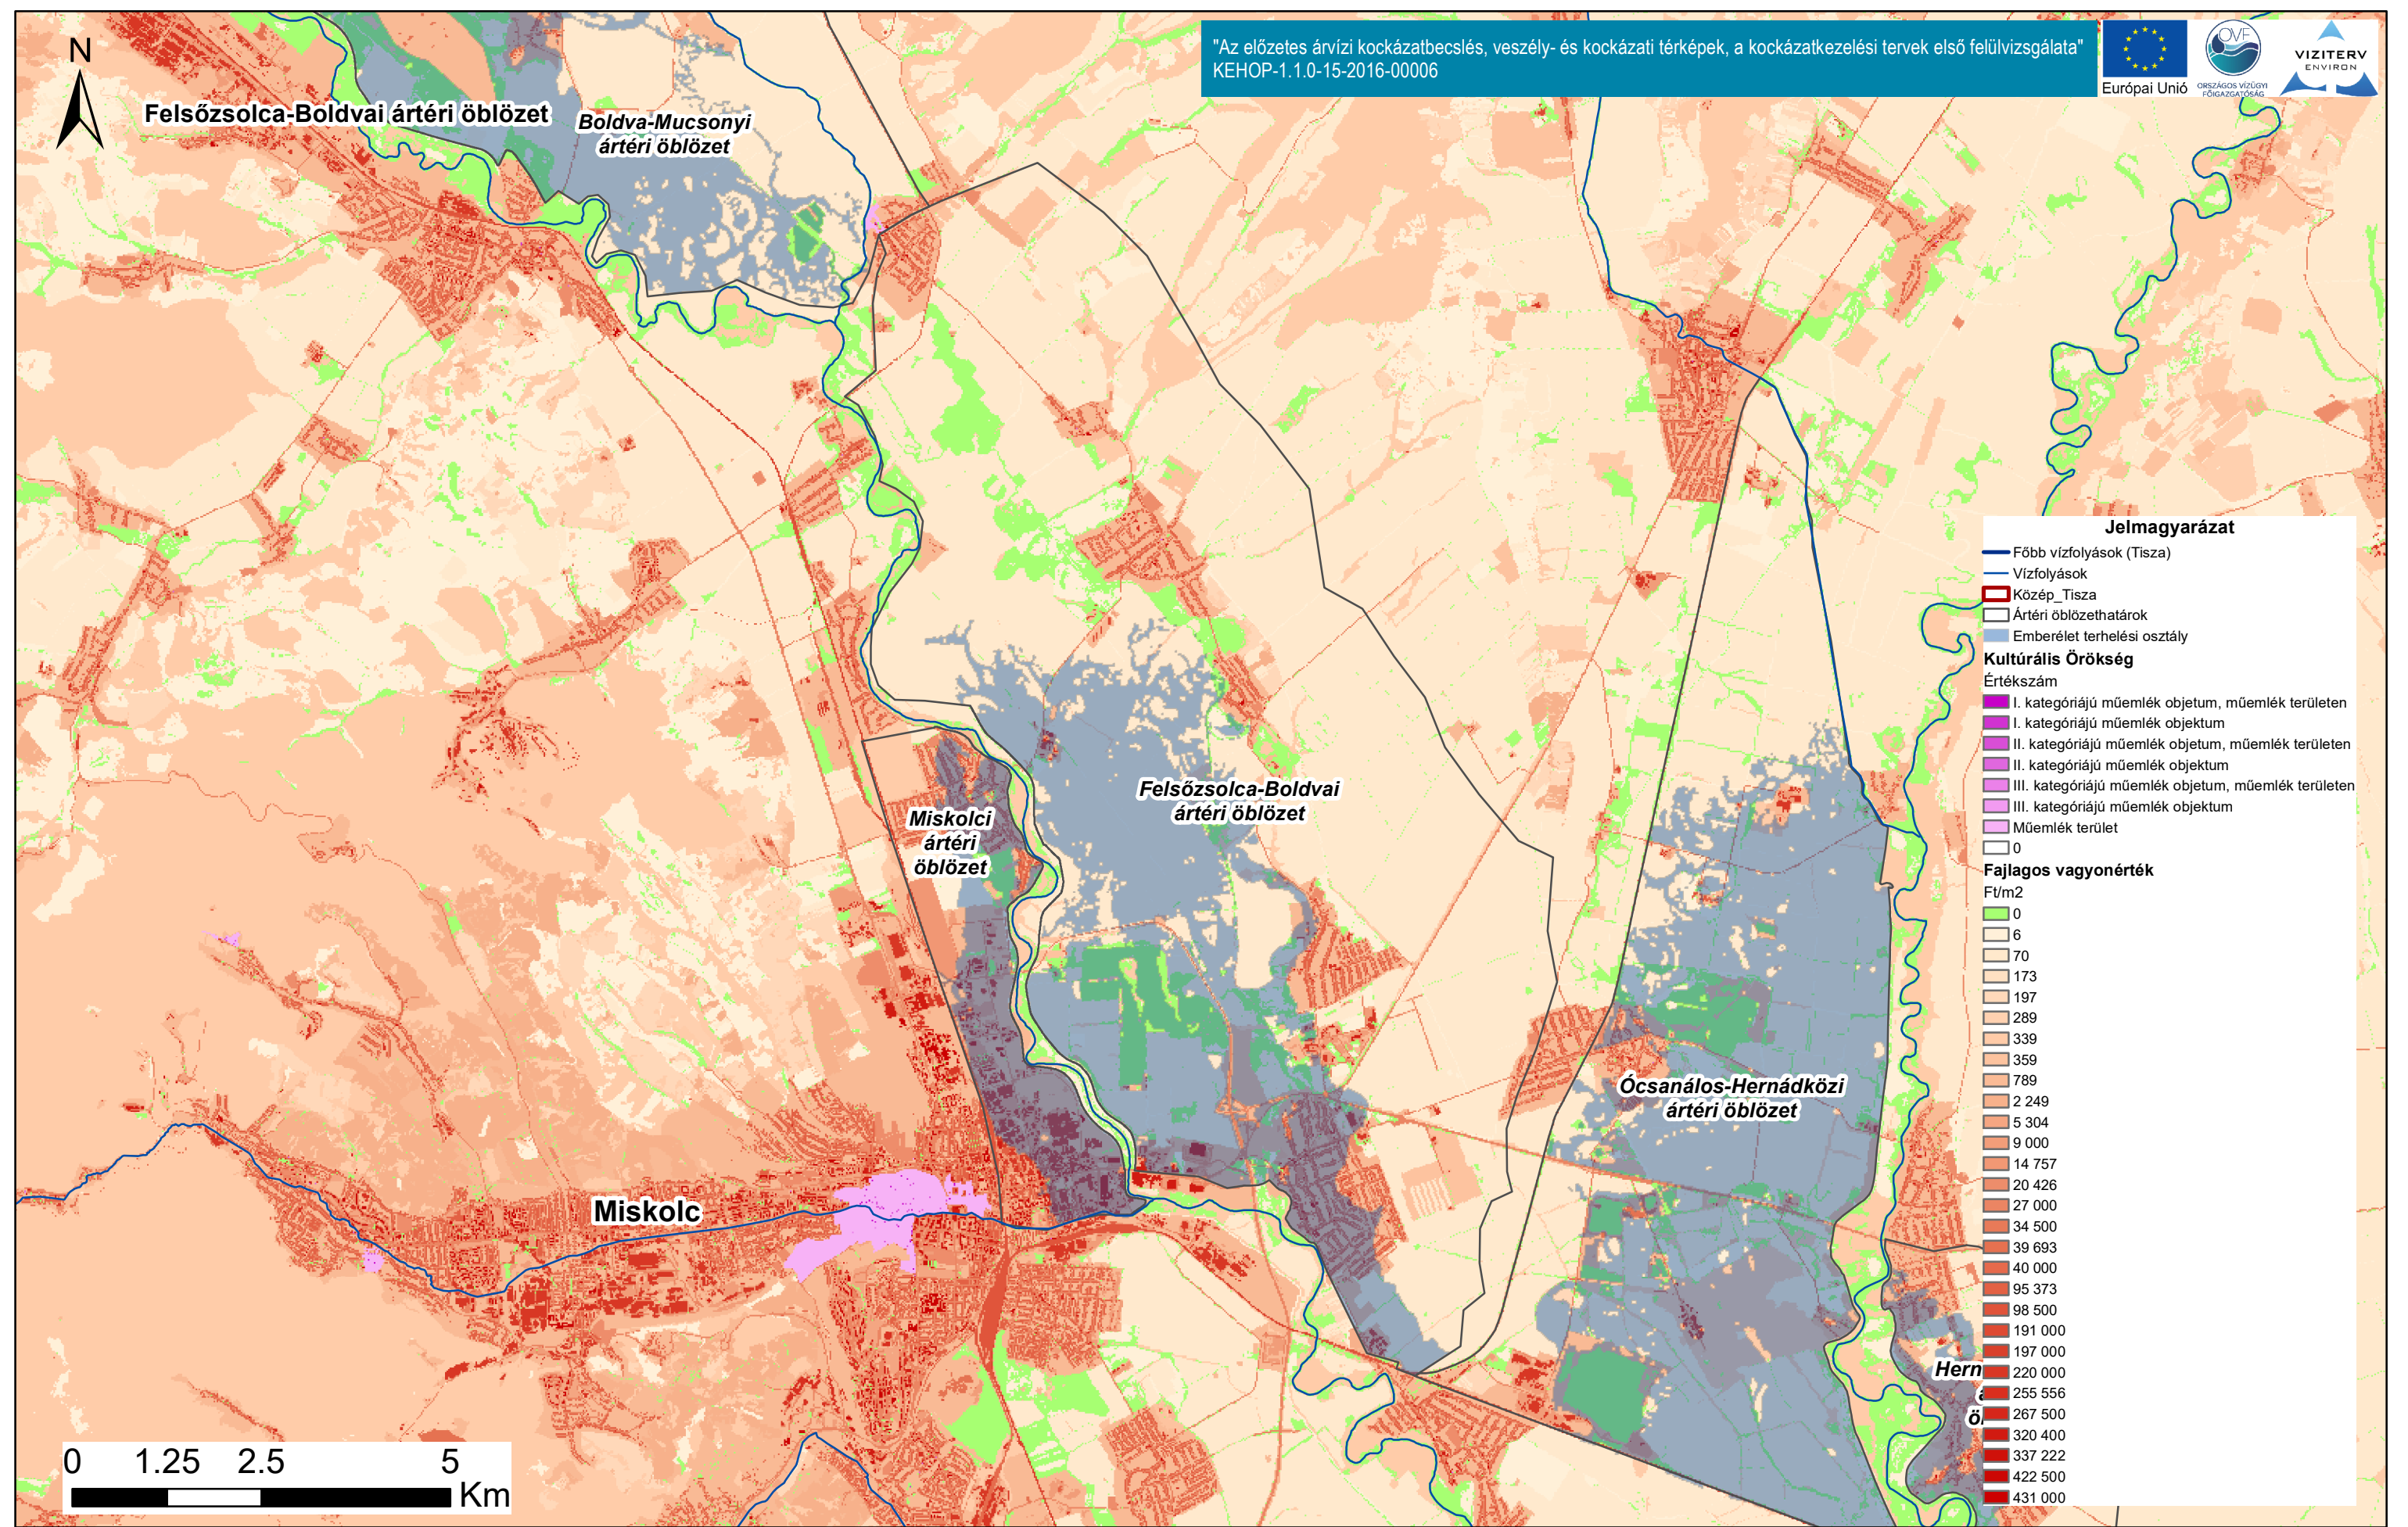 "Az előzetes árvízi kockázatbecslés, veszély- és kockázati térképek, a kockázatkezelési tervek első felülvizsgálata"
KEHOP-1.1.0-15-2016-00006
Európai Unió
OVF
ORSZÁGOS VÍZÜGYI
FŐIGAZGATÓSÁG
VIZITERV
ENVIRON
N
Felsőzsolca-Boldvai ártéri öblözet
Boldva-Mucsonyi
ártéri öblözet
Felsőzsolca-Boldvai
ártéri öblözet
Miskolci
ártéri
öblözet
Ócsanálos-Hernádközi
ártéri öblözet
Miskolc
Hern
öl
0 1.25 2.5 5
Km
Jelmagyarázat
Főbb vízfolyások (Tisza)
Vízfolyások
Közép_Tisza
Ártéri öblözethatárok
Emberélet terhelési osztály
Kultúrális Örökség
Értékszám
I. kategóriájú műemlék objetum, műemlék területen
I. kategóriájú műemlék objektum
II. kategóriájú műemlék objetum, műemlék területen
II. kategóriájú műemlék objektum
III. kategóriájú műemlék objetum, műemlék területen
III. kategóriájú műemlék objektum
Műemlék terület
0
Fajlagos vagyonérték
Ft/m2
0
6
70
173
197
289
339
359
789
2 249
5 304
9 000
14 757
20 426
27 000
34 500
39 693
40 000
95 373
98 500
191 000
197 000
220 000
255 556
267 500
320 400
337 222
422 500
431 000